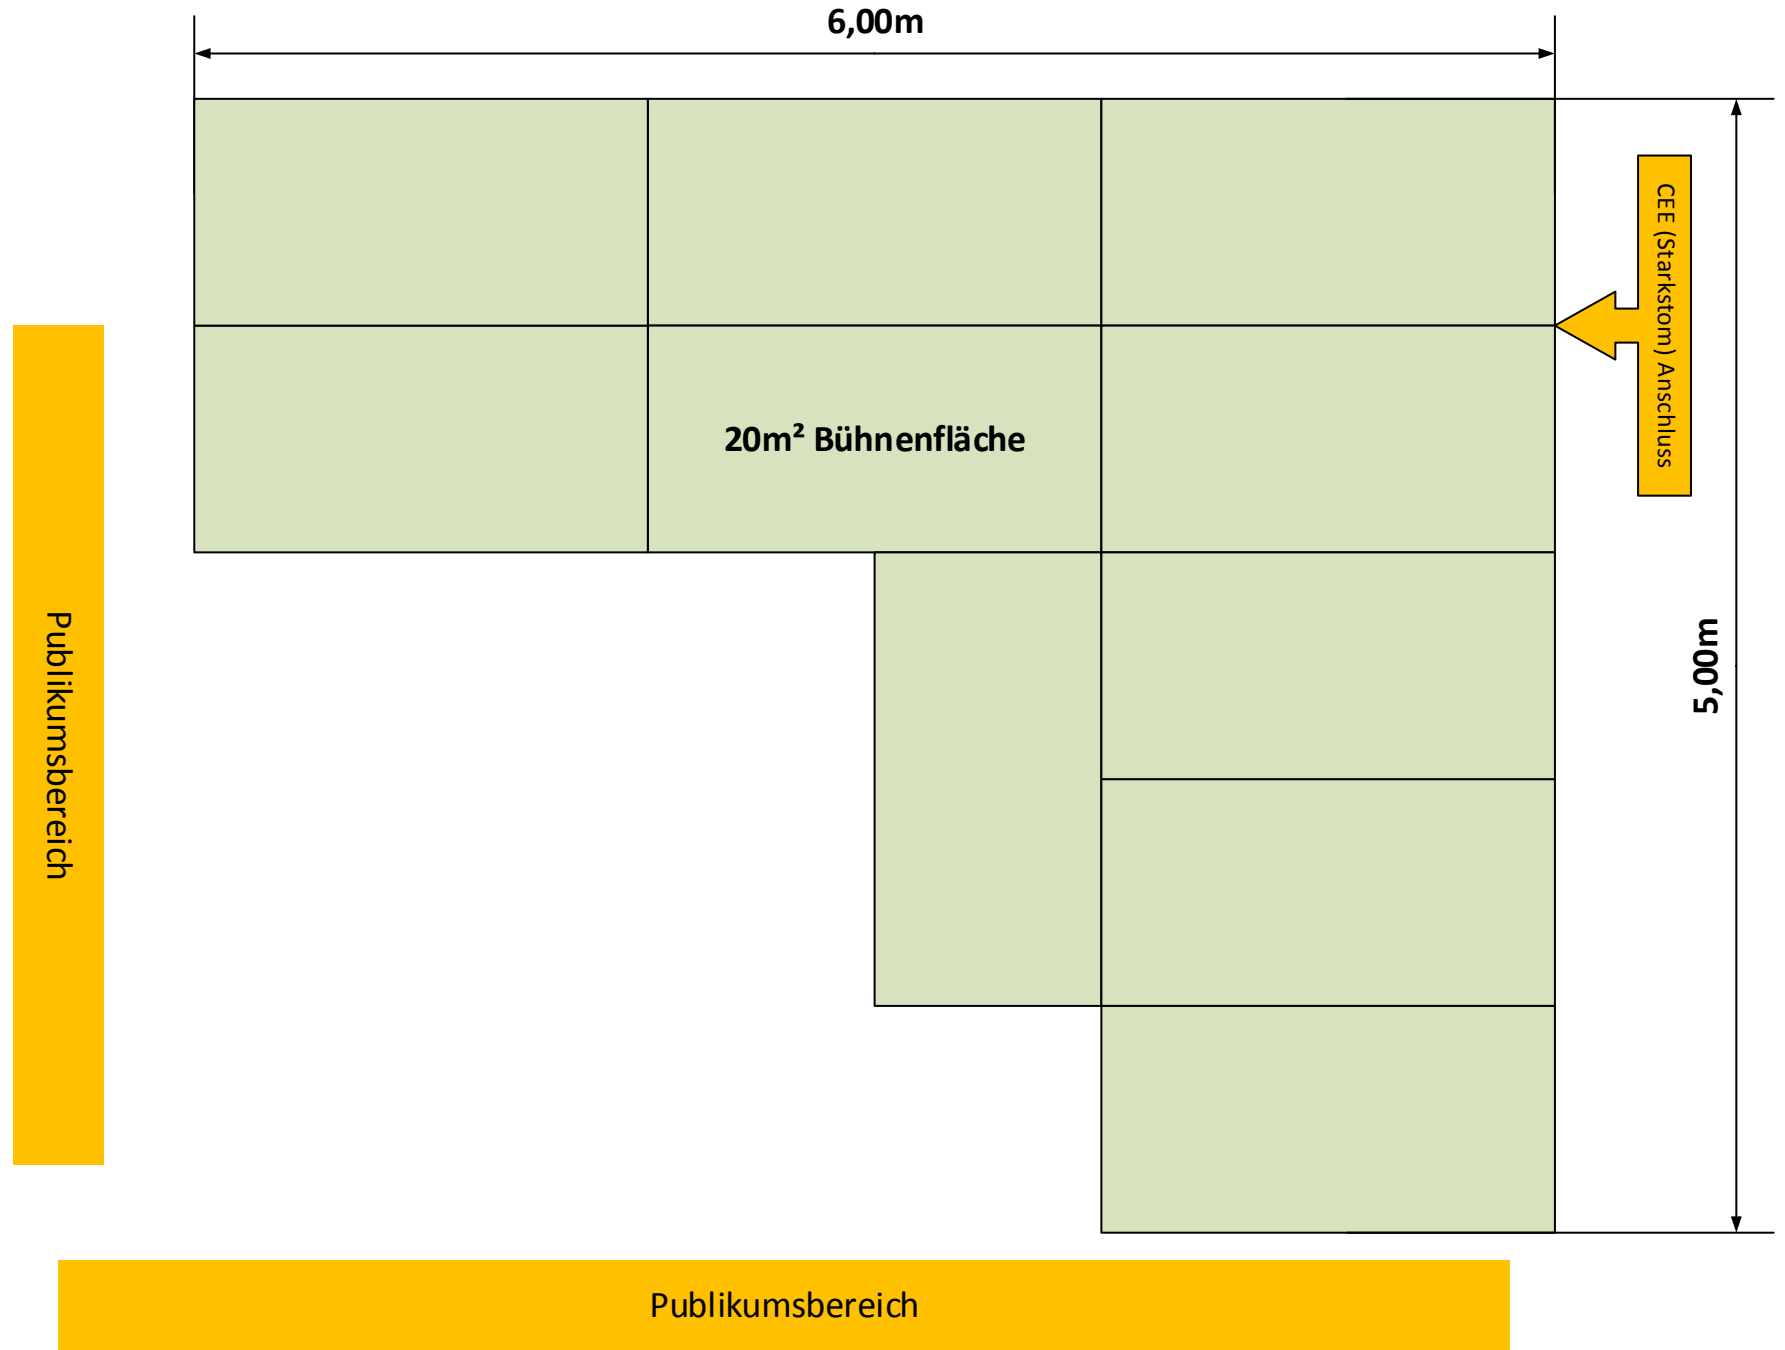 6,00m
CEE (Starkstom) Anschluss
20m² Bühnenfläche
5,00m
Publikumsbereich
Publikumsbereich